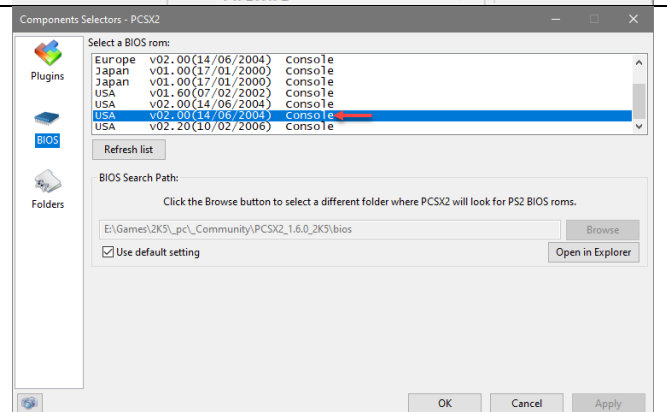 Components Selectors - PCSX2
Select a BIOS rom:
Europe v02.00(14/06/2004) Console
Japan v01.00(17/01/2000) Console
Japan v01.00(17/01/2000) Console
USA v01.60(07/02/2002) Console
USA v02.00(14/06/2004) Console
USA v02.00(14/06/2004) Console
USA v02.20(10/02/2006) Console
Plugins
BIOS
Folders
Refresh list
BIOS Search Path:
Click the Browse button to select a different folder where PCSX2 will look for PS2 BIOS roms.
E:\Games\2K5\_pc\_Community\PCSX2_1.6.0_2K5\bios
Browse
Use default setting
Open in Explorer
OK Cancel Apply